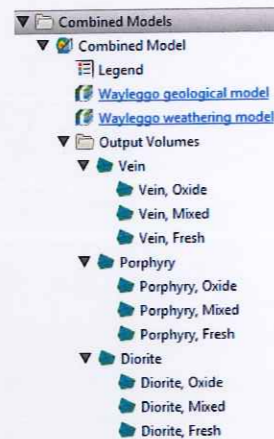 Combined Models
Combined Model
Legend
Wayleggo geological model
Wayleggo weathering model
Output Volumes
Vein
Vein, Oxide
Vein, Mixed
Vein, Fresh
Porphyry
Porphyry, Oxide
Porphyry, Mixed
Porphyry, Fresh
Diorite
Diorite, Oxide
Diorite, Mixed
Diorite, Fresh